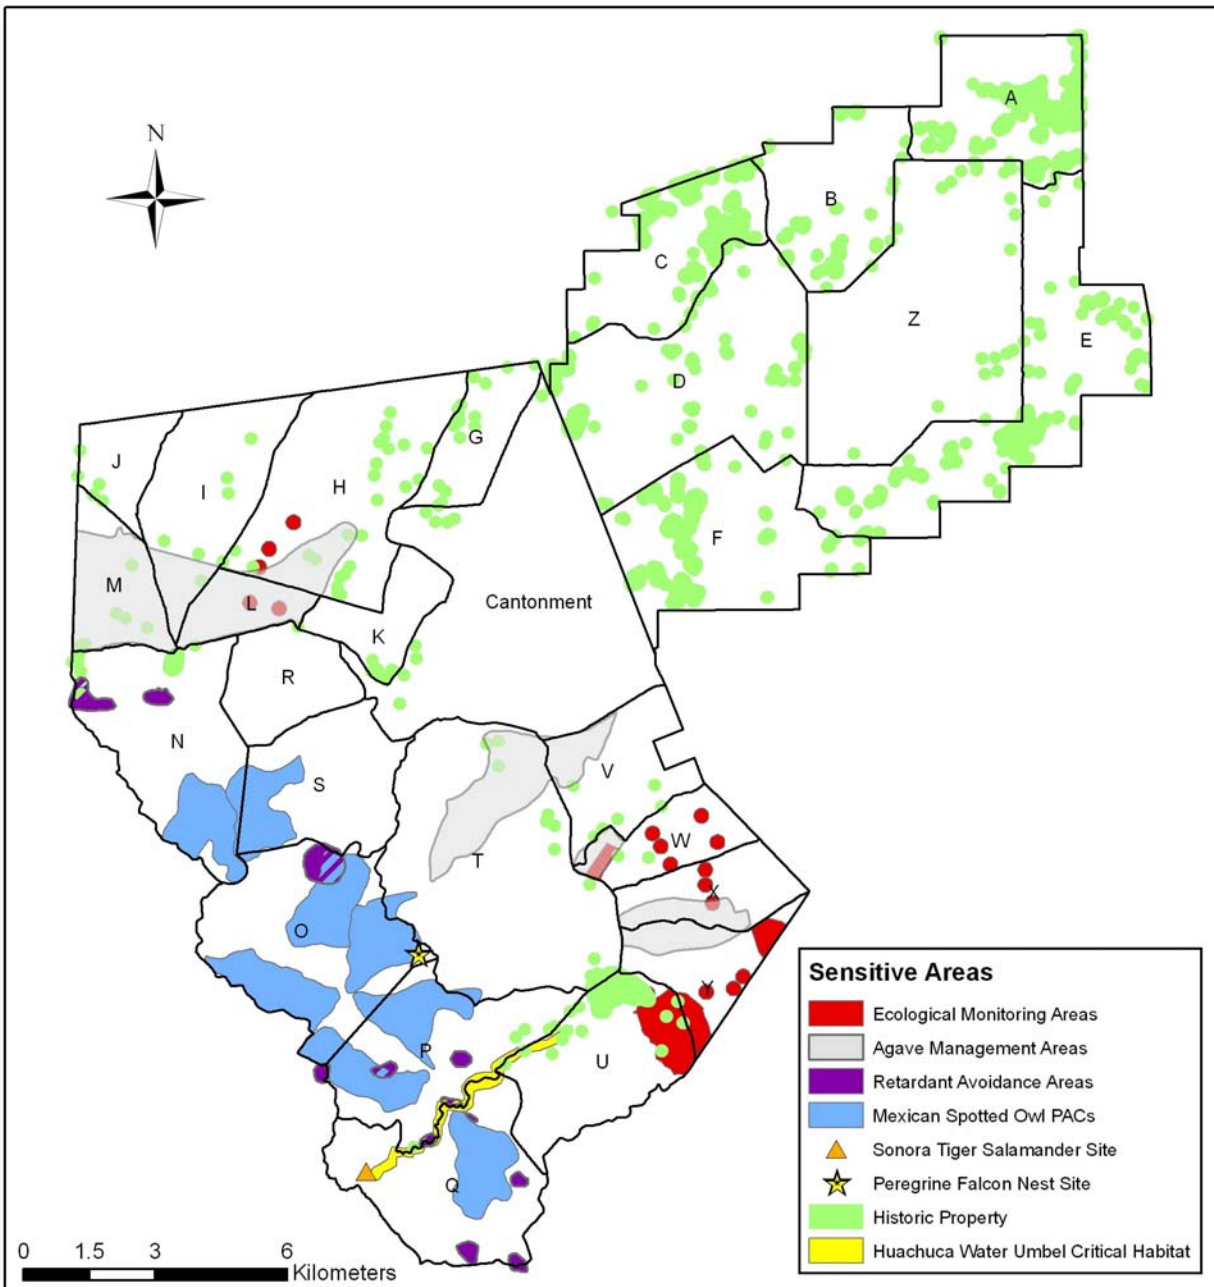 N
A
B
C
Z
E
D
G
J
H
I
F
M
L
Cantonment
K
R
N
V
S
W
T
X
O
Y
P
U
Q
Sensitive Areas
Ecological Monitoring Areas
Agave Management Areas
Retardant Avoidance Areas
Mexican Spotted Owl PACs
Sonora Tiger Salamander Site
Peregrine Falcon Nest Site
Historic Property
Huachuca Water Umbel Critical Habitat
0 1.5 3 6
Kilometers